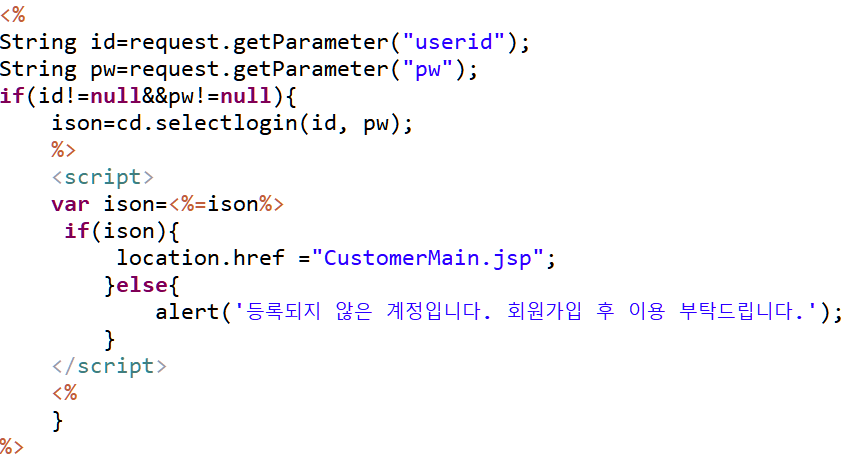 <%
String id=request.getParameter("userid");
String pw=request.getParameter("pw");
if(id!=null&&pw!=null){
    ison=cd.selectlogin(id, pw);
    %>
    <script>
    var ison=<%=ison%>
     if(ison){
         location.href ="CustomerMain.jsp";
        }else{
            alert('등록되지 않은 계정입니다. 회원가입 후 이용 부탁드립니다.');
        }
    </script>
    <%
    }
%>